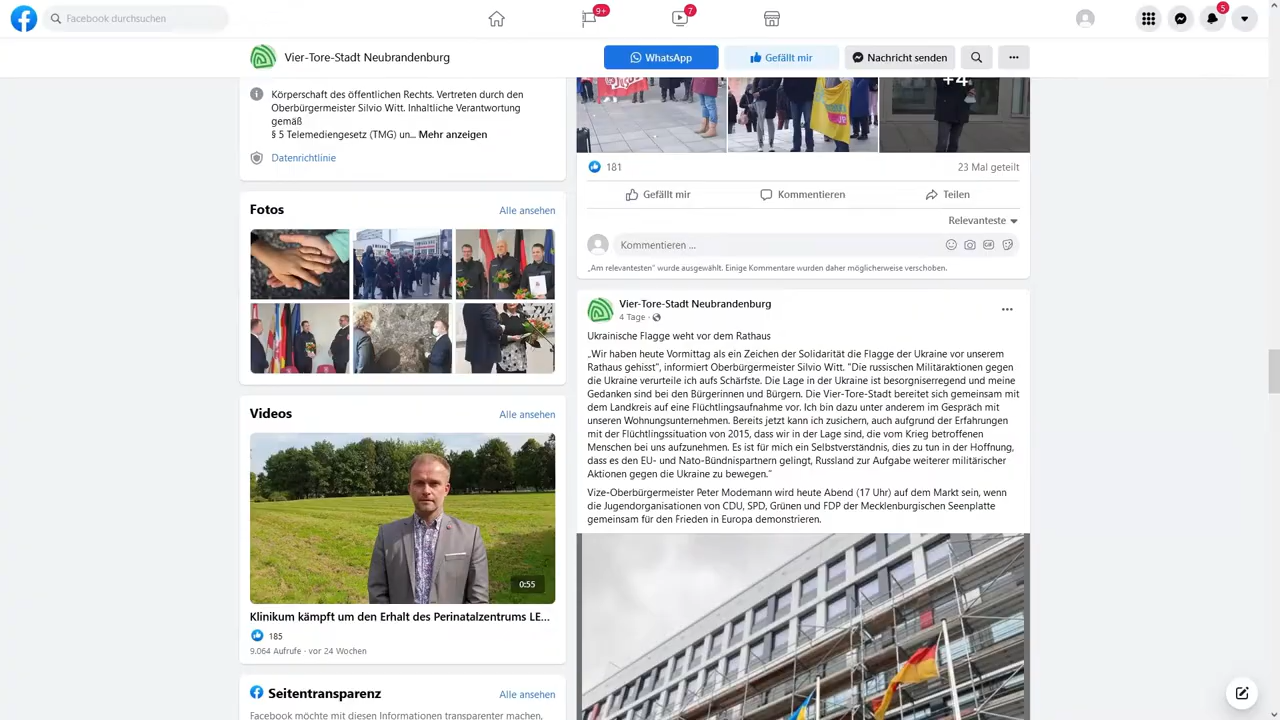 Facebook durchsuchen
9+
7
5
Vier-Tore-Stadt Neubrandenburg
WhatsApp
Gefällt mir
Nachricht senden
Körperschaft des öffentlichen Rechts. Vertreten durch den
Oberbürgermeister Silvio Witt. Inhaltliche Verantwortung
gemäß
§ 5 Telemediengesetz (TMG) un... Mehr anzeigen
Datenrichtlinie
Fotos
Alle ansehen
Videos
Alle ansehen
0:55
Klinikum kämpft um den Erhalt des Perinatalzentrums LE...
185
9.064 Aufrufe · vor 24 Wochen
Seitentransparenz
Alle ansehen
Facebook möchte mit diesen Informationen transparenter machen,
+4
181
23 Mal geteilt
Gefällt mir
Kommentieren
Teilen
Relevanteste
Kommentieren ...
GIF
„Am relevantesten“ wurde ausgewählt. Einige Kommentare wurden daher möglicherweise verschoben.
Vier-Tore-Stadt Neubrandenburg
4 Tage ·
Ukrainische Flagge weht vor dem Rathaus
„Wir haben heute Vormittag als ein Zeichen der Solidarität die Flagge der Ukraine vor unserem
Rathaus gehisst", informiert Oberbürgermeister Silvio Witt. "Die russischen Militäraktionen gegen
die Ukraine verurteile ich aufs Schärfste. Die Lage in der Ukraine ist besorgniserregend und meine
Gedanken sind bei den Bürgerinnen und Bürgern. Die Vier-Tore-Stadt bereitet sich gemeinsam mit
dem Landkreis auf eine Flüchtlingsaufnahme vor. Ich bin dazu unter anderem im Gespräch mit
unseren Wohnungsunternehmen. Bereits jetzt kann ich zusichern, auch aufgrund der Erfahrungen
mit der Flüchtlingssituation von 2015, dass wir in der Lage sind, die vom Krieg betroffenen
Menschen bei uns aufzunehmen. Es ist für mich ein Selbstverständnis, dies zu tun in der Hoffnung,
dass es den EU- und Nato-Bündnispartnern gelingt, Russland zur Aufgabe weiterer militärischer
Aktionen gegen die Ukraine zu bewegen.“
Vize-Oberbürgermeister Peter Modemann wird heute Abend (17 Uhr) auf dem Markt sein, wenn
die Jugendorganisationen von CDU, SPD, Grünen und FDP der Mecklenburgischen Seenplatte
gemeinsam für den Frieden in Europa demonstrieren.